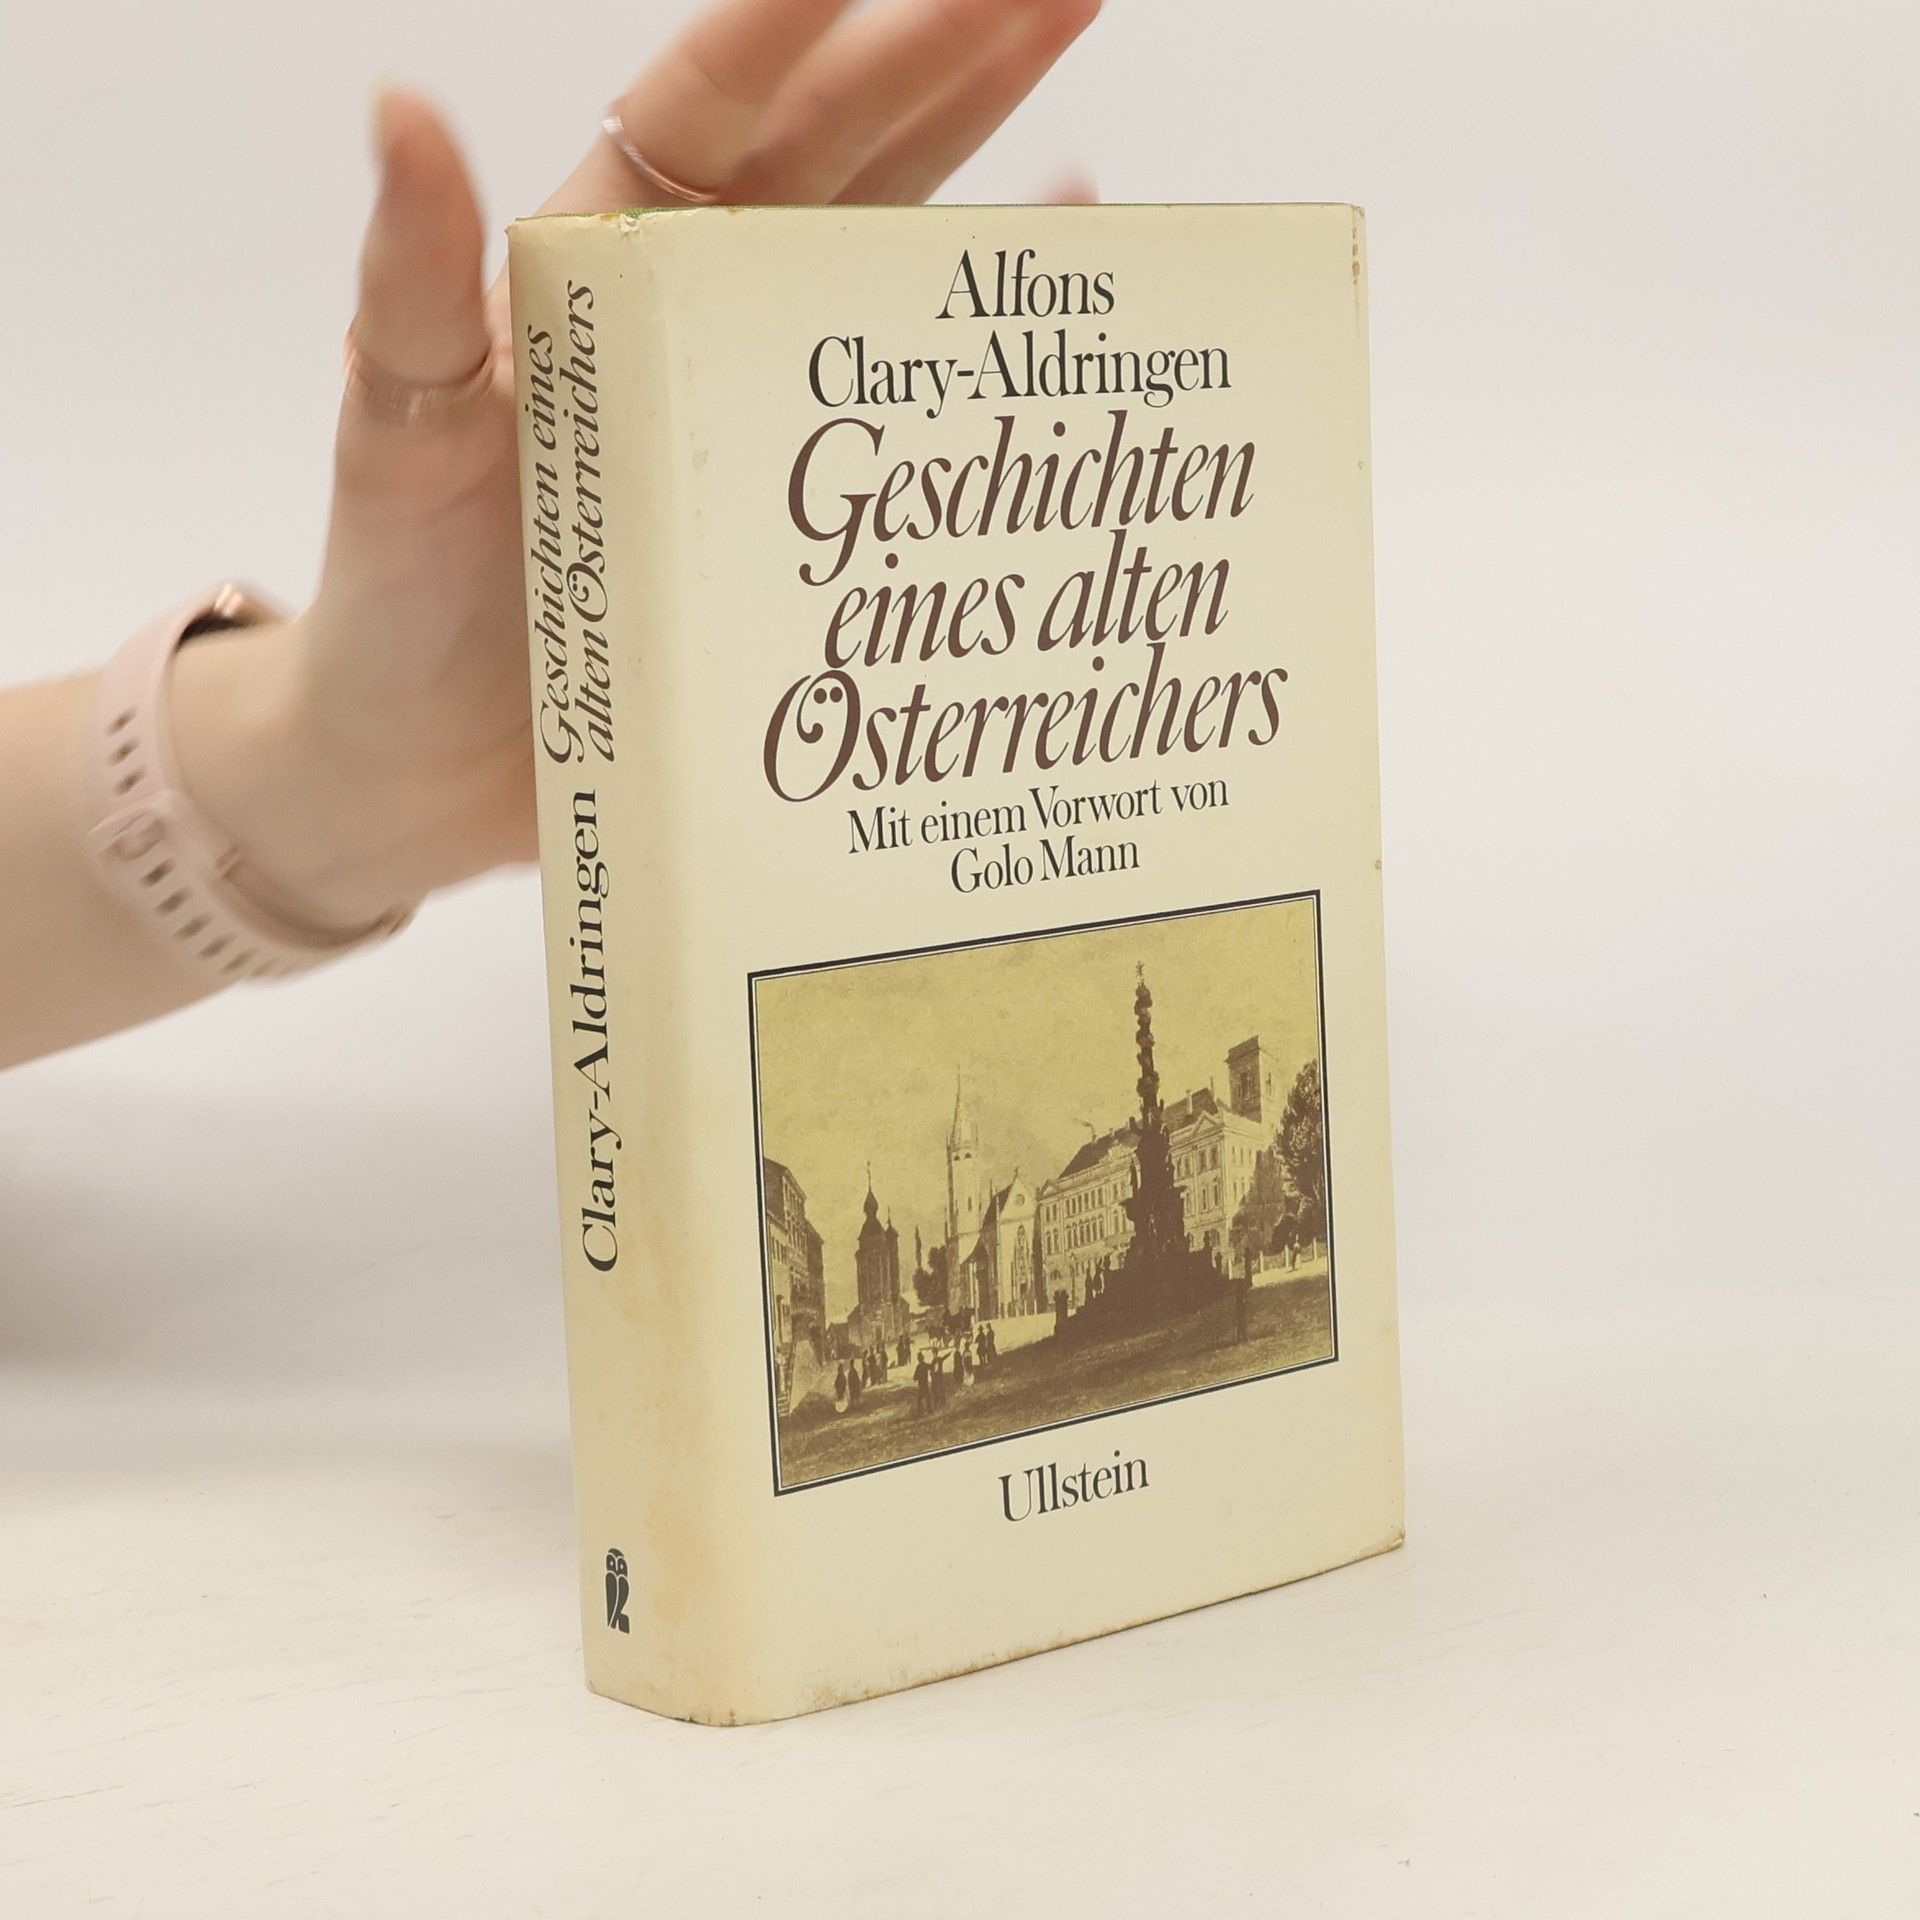 Alfons
Clary-Aldringen
Geschichten
eines alten
Österreichers
Mit einem Vorwort von
Golo Mann
Ullstein
Clary-Aldringen
Geschichten eines
alten Österreichers